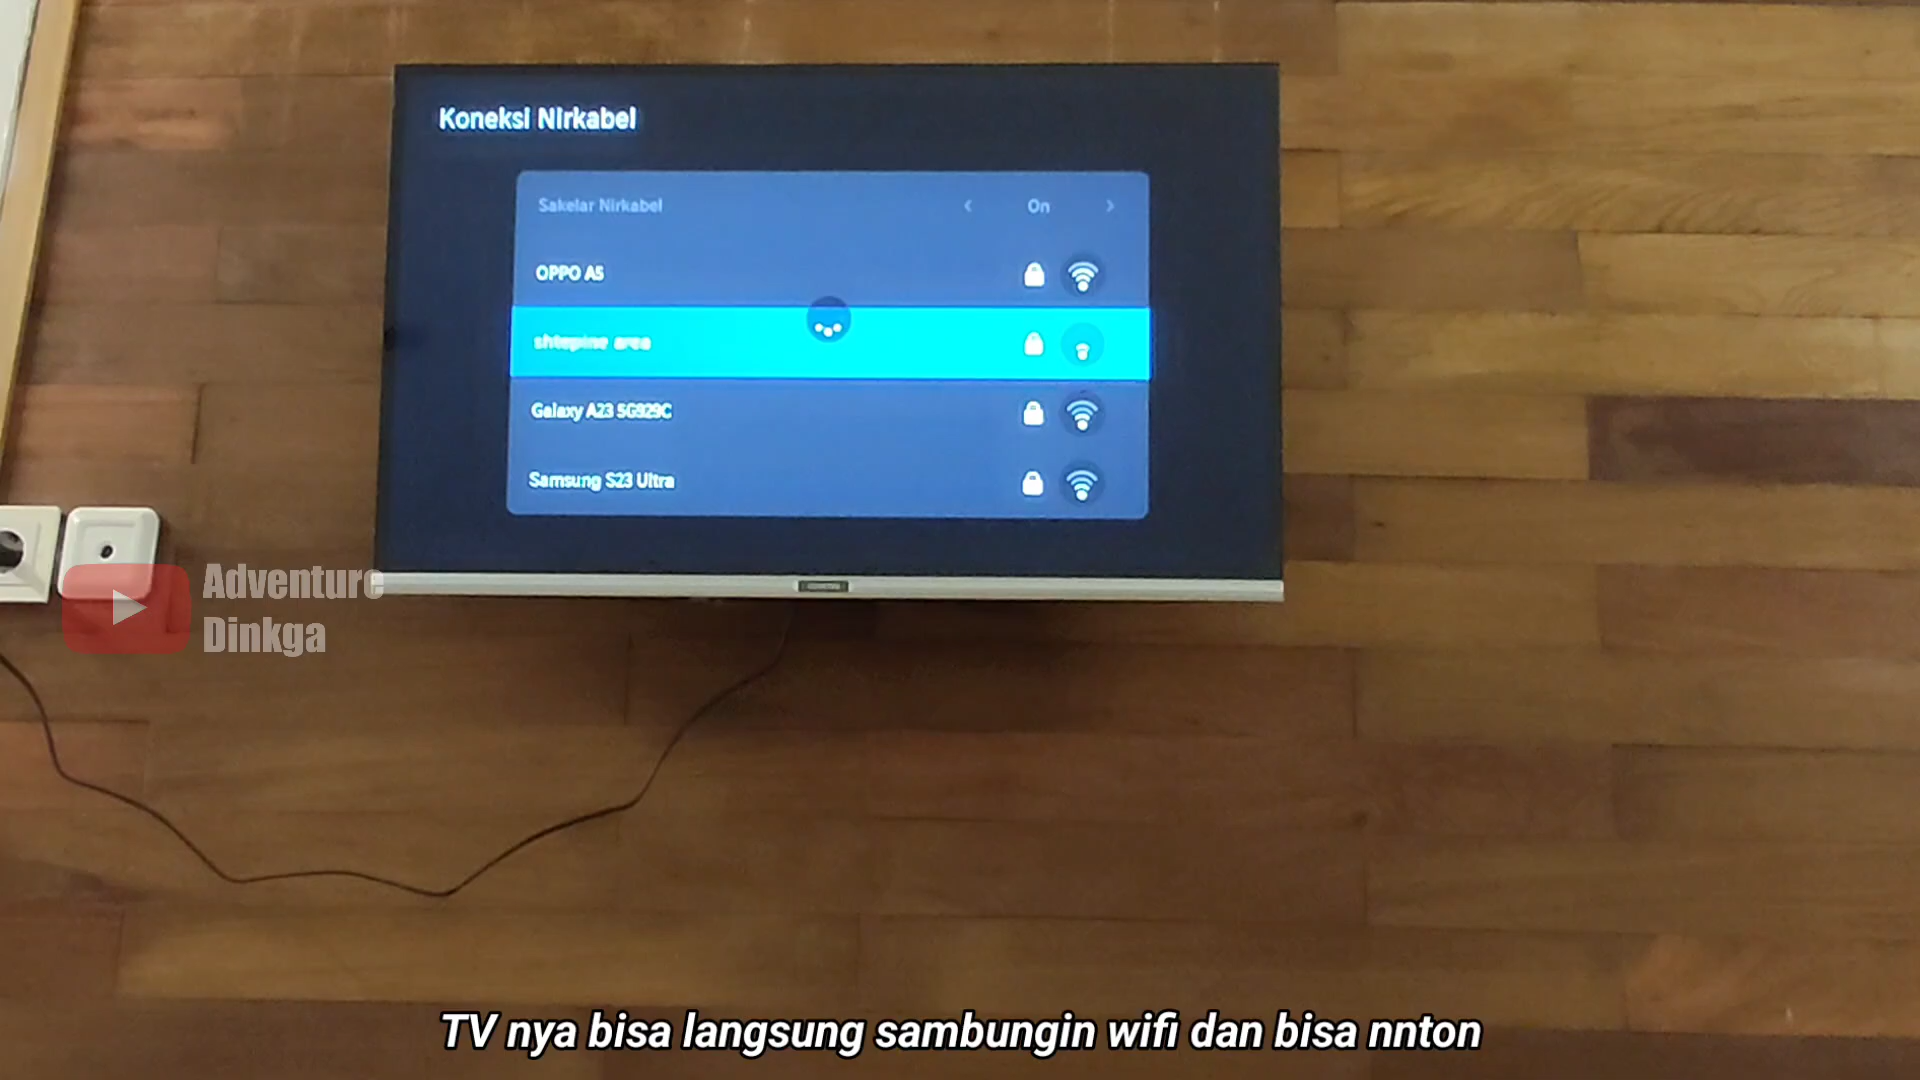 Koneksi Nirkabel
Sakelar Nirkabel < On >
OPPO A5
area
Galaxy A23 5G929C
Samsung S23 Ultra
Adventure
Dinkga
TV nya bisa langsung sambungin wifi dan bisa nnton